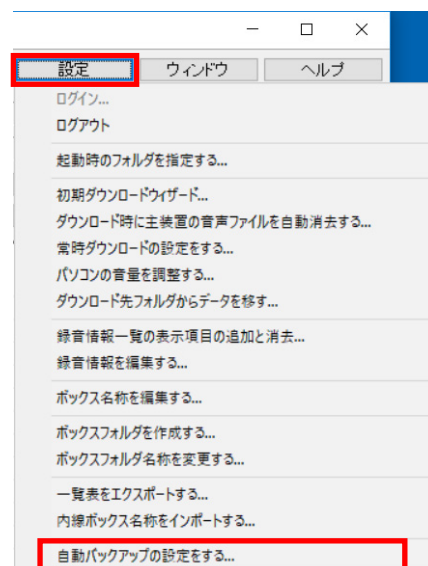 設定 ウィンドウ ヘルプ
ログイン...
ログアウト
起動時のフォルダを指定する...
初期ダウンロードウィザード...
ダウンロード時に主装置の音声ファイルを自動消去する...
常時ダウンロードの設定をする...
パソコンの音量を調整する...
ダウンロード先フォルダからデータを移す...
録音情報一覧の表示項目の追加と消去...
録音情報を編集する...
ボックス名称を編集する...
ボックスフォルダを作成する...
ボックスフォルダ名称を変更する...
一覧表をエクスポートする...
内線ボックス名称をインポートする...
自動バックアップの設定をする...